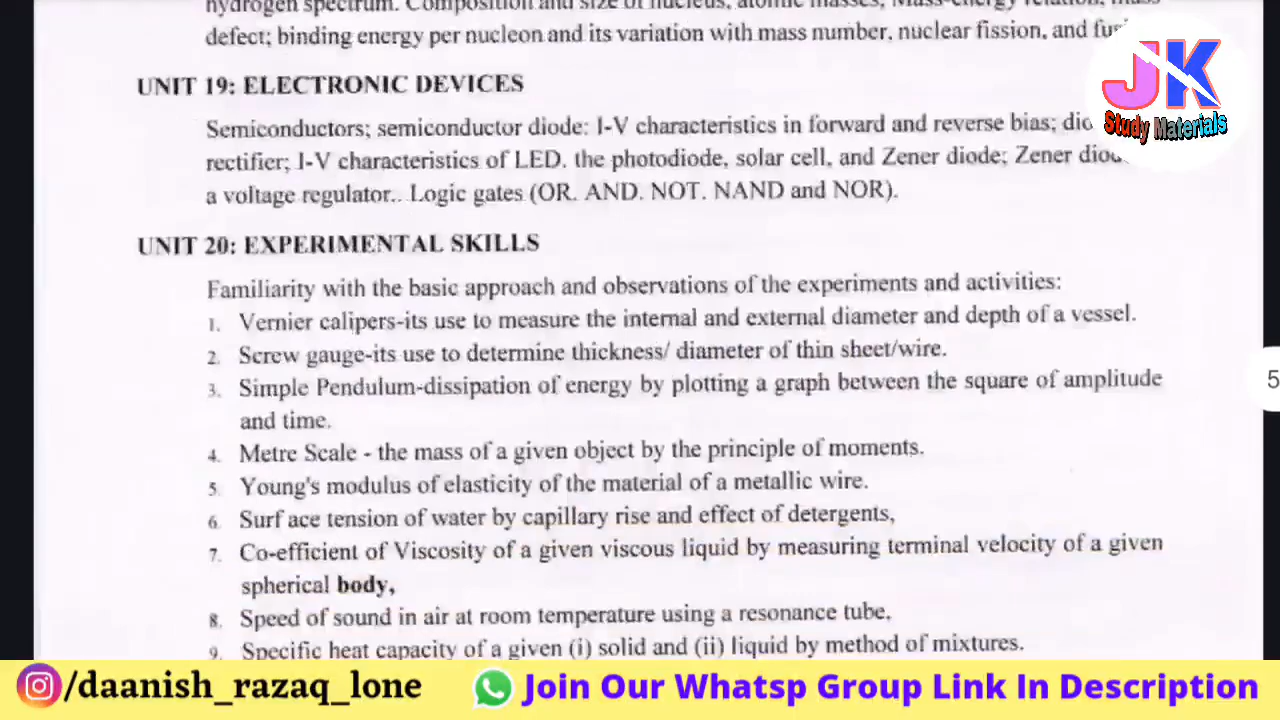 hydrogen spectrum. Composition and size of nucleus, atomic masses, Mass-energy relation, mass
defect; binding energy per nucleon and its variation with mass number, nuclear fission, and
UNIT 19: ELECTRONIC DEVICES
Semiconductors; semiconductor diode: I-V characteristics in forward and reverse bias;
rectifier; I-V characteristics of LED. the photodiode, solar cell, and Zener diode; Zener
a voltage regulator.. Logic gates (OR. AND. NOT. NAND and NOR).
UNIT 20: EXPERIMENTAL SKILLS
Familiarity with the basic approach and observations of the experiments and activities:
1. Vernier calipers-its use to measure the internal and external diameter and depth of a vessel.
2. Screw gauge-its use to determine thickness/ diameter of thin sheet/wire.
3. Simple Pendulum-dissipation of energy by plotting a graph between the square of amplitude
and time.
4. Metre Scale - the mass of a given object by the principle of moments.
5. Young's modulus of elasticity of the material of a metallic wire.
6. Surf ace tension of water by capillary rise and effect of detergents,
7. Co-efficient of Viscosity of a given viscous liquid by measuring terminal velocity of a given
spherical body,
8. Speed of sound in air at room temperature using a resonance tube,
9. Specific heat capacity of a given (i) solid and (ii) liquid by method of mixtures.
JK
Study Materials
5
/daanish_razaq_lone
Join Our Whatsp Group Link In Description